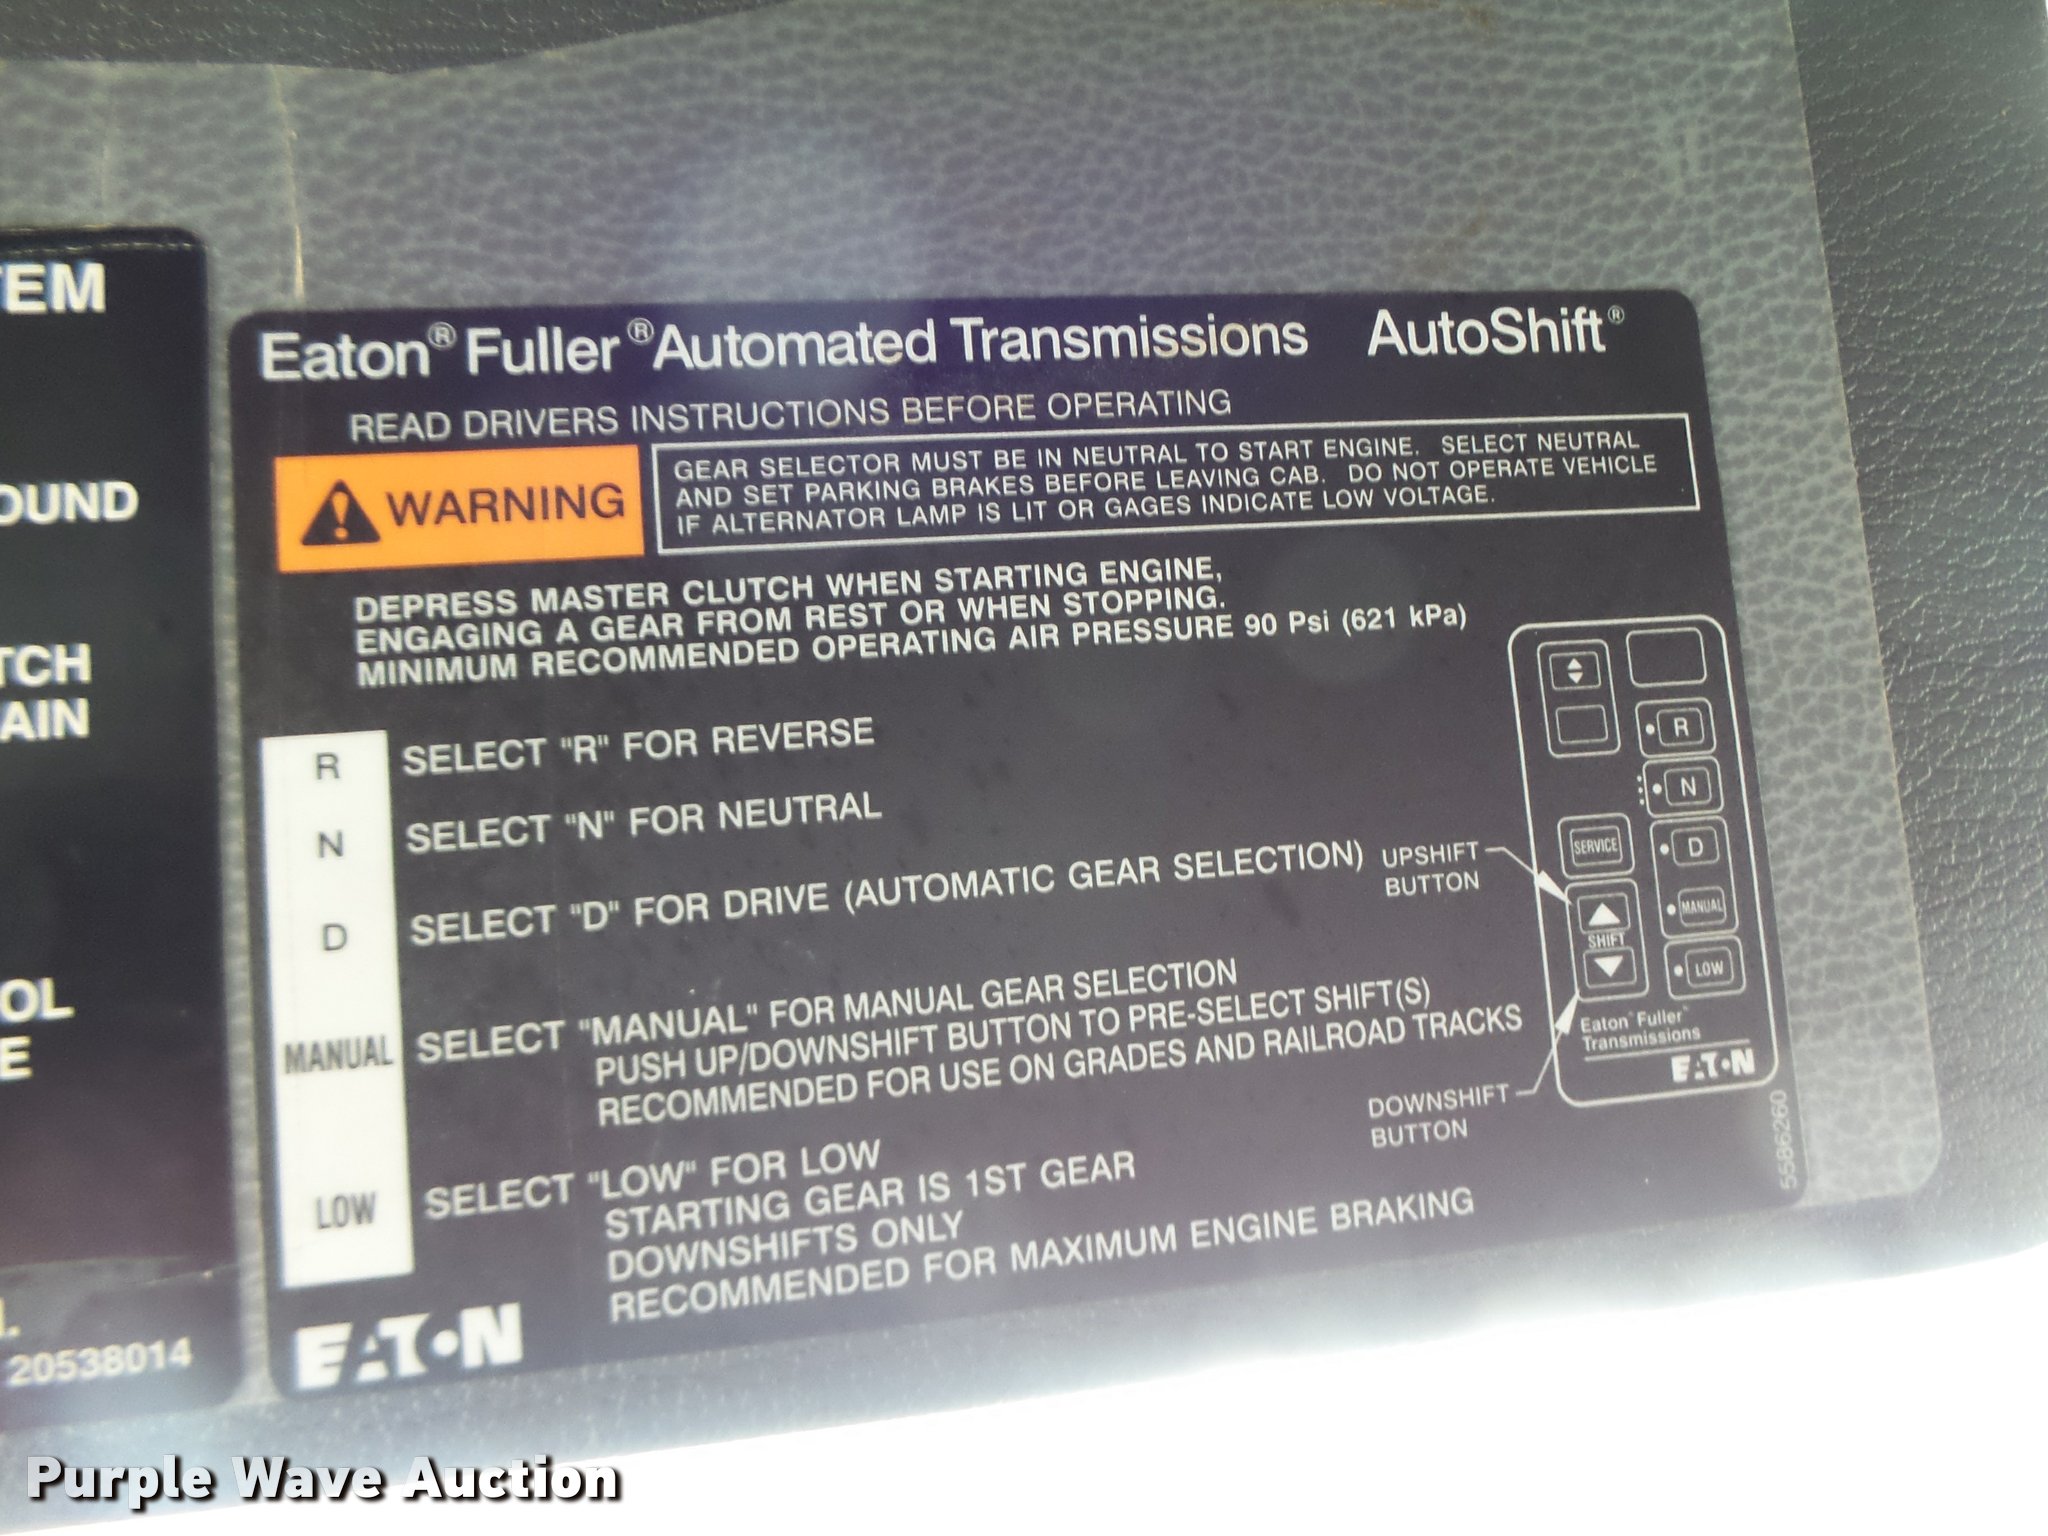 EM
OUND
TCH
AIN
OL
E
20538014
Eaton® Fuller® Automated Transmissions AutoShift®
READ DRIVERS INSTRUCTIONS BEFORE OPERATING
WARNING
GEAR SELECTOR MUST BE IN NEUTRAL TO START ENGINE. SELECT NEUTRAL
AND SET PARKING BRAKES BEFORE LEAVING CAB. DO NOT OPERATE VEHICLE
IF ALTERNATOR LAMP IS LIT OR GAGES INDICATE LOW VOLTAGE.
DEPRESS MASTER CLUTCH WHEN STARTING ENGINE,
ENGAGING A GEAR FROM REST OR WHEN STOPPING.
MINIMUM RECOMMENDED OPERATING AIR PRESSURE 90 Psi (621 kPa)
R SELECT "R" FOR REVERSE
N SELECT "N" FOR NEUTRAL
D SELECT "D" FOR DRIVE (AUTOMATIC GEAR SELECTION)
MANUAL SELECT "MANUAL" FOR MANUAL GEAR SELECTION
PUSH UP/DOWNSHIFT BUTTON TO PRE-SELECT SHIFT(S)
RECOMMENDED FOR USE ON GRADES AND RAILROAD TRACKS
LOW SELECT "LOW" FOR LOW
STARTING GEAR IS 1ST GEAR
DOWNSHIFTS ONLY
RECOMMENDED FOR MAXIMUM ENGINE BRAKING
EATON
UPSHIFT
BUTTON
DOWNSHIFT
BUTTON
R
N
SERVICE
D
MANUAL
SHIFT
LOW
Eaton® Fuller™
Transmissions
EATON
5586260
Purple Wave Auction